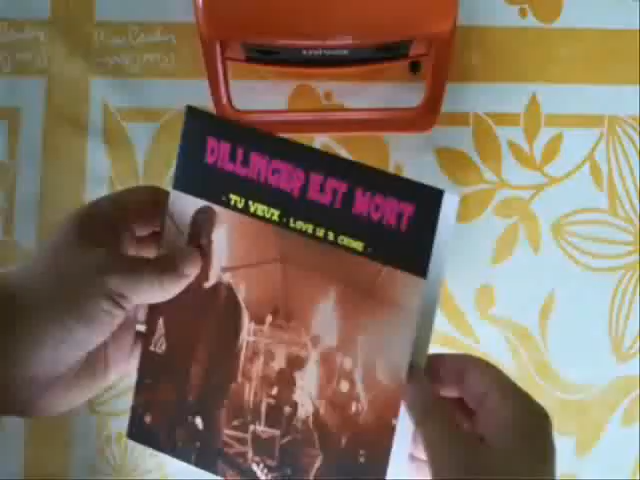 DILLINGER EST MORT
- TU VEUX - LOVE IS A CRIME -